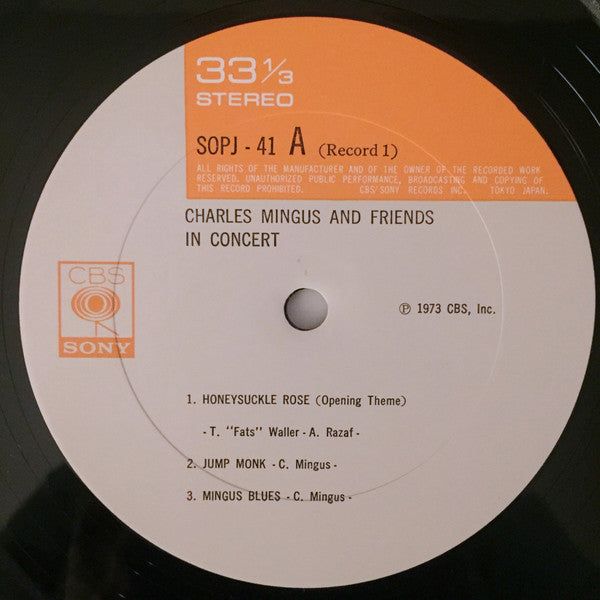 33 1/3
STEREO
SOPJ - 41 A (Record 1)
ALL RIGHTS OF THE MANUFACTURER AND OF THE OWNER OF THE RECORDED WORK
RESERVED. UNAUTHORIZED PUBLIC PERFORMANCE, BROADCASTING AND COPYING OF
THIS RECORD PROHIBITED. CBS/SONY RECORDS INC. TOKYO JAPAN.
CHARLES MINGUS AND FRIENDS
IN CONCERT
CBS
SONY
℗ 1973 CBS, Inc.
1. HONEYSUCKLE ROSE (Opening Theme)
- T. "Fats" Waller - A. Razaf -
2. JUMP MONK - C. Mingus -
3. MINGUS BLUES - C. Mingus -